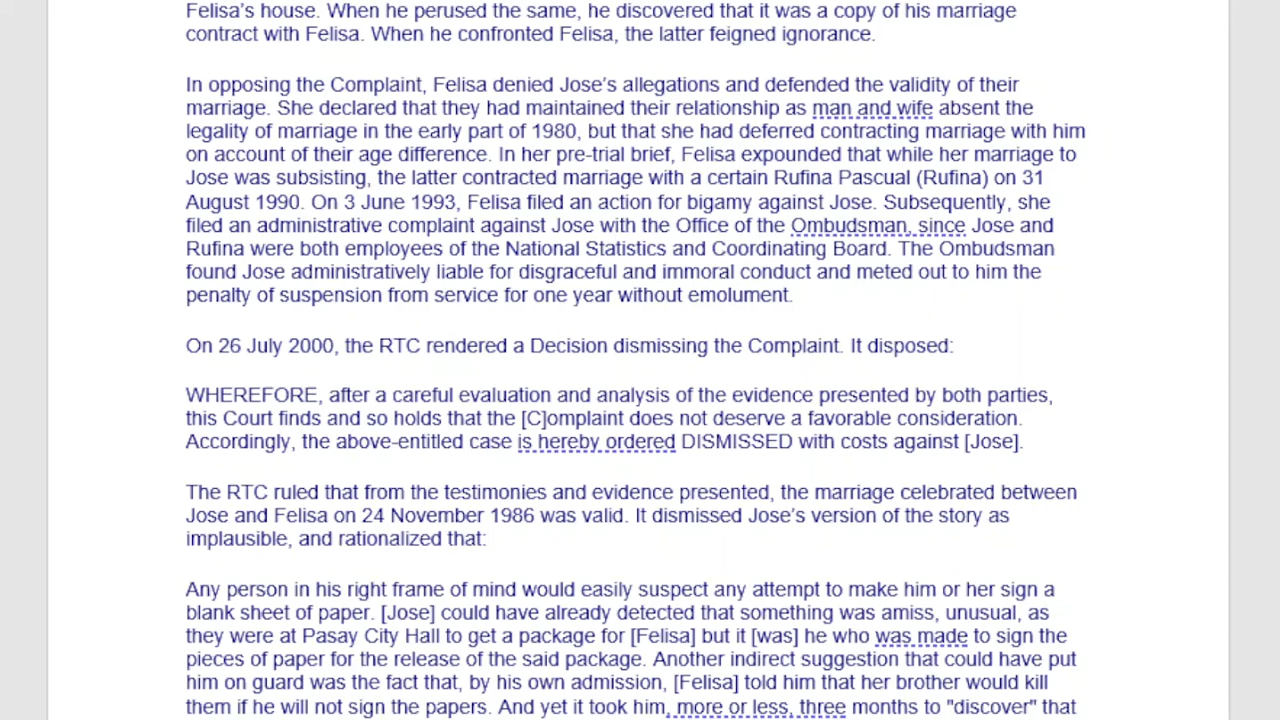 Felisa's house. When he perused the same, he discovered that it was a copy of his marriage
contract with Felisa. When he confronted Felisa, the latter feigned ignorance.
In opposing the Complaint, Felisa denied Jose's allegations and defended the validity of their
marriage. She declared that they had maintained their relationship as man and wife absent the
legality of marriage in the early part of 1980, but that she had deferred contracting marriage with him
on account of their age difference. In her pre-trial brief, Felisa expounded that while her marriage to
Jose was subsisting, the latter contracted marriage with a certain Rufina Pascual (Rufina) on 31
August 1990. On 3 June 1993, Felisa filed an action for bigamy against Jose. Subsequently, she
filed an administrative complaint against Jose with the Office of the Ombudsman, since Jose and
Rufina were both employees of the National Statistics and Coordinating Board. The Ombudsman
found Jose administratively liable for disgraceful and immoral conduct and meted out to him the
penalty of suspension from service for one year without emolument.
On 26 July 2000, the RTC rendered a Decision dismissing the Complaint. It disposed:
WHEREFORE, after a careful evaluation and analysis of the evidence presented by both parties,
this Court finds and so holds that the [C]omplaint does not deserve a favorable consideration.
Accordingly, the above-entitled case is hereby ordered DISMISSED with costs against [Jose].
The RTC ruled that from the testimonies and evidence presented, the marriage celebrated between
Jose and Felisa on 24 November 1986 was valid. It dismissed Jose's version of the story as
implausible, and rationalized that:
Any person in his right frame of mind would easily suspect any attempt to make him or her sign a
blank sheet of paper. [Jose] could have already detected that something was amiss, unusual, as
they were at Pasay City Hall to get a package for [Felisa] but it [was] he who was made to sign the
pieces of paper for the release of the said package. Another indirect suggestion that could have put
him on guard was the fact that, by his own admission, [Felisa] told him that her brother would kill
them if he will not sign the papers. And yet it took him, more or less, three months to "discover" that